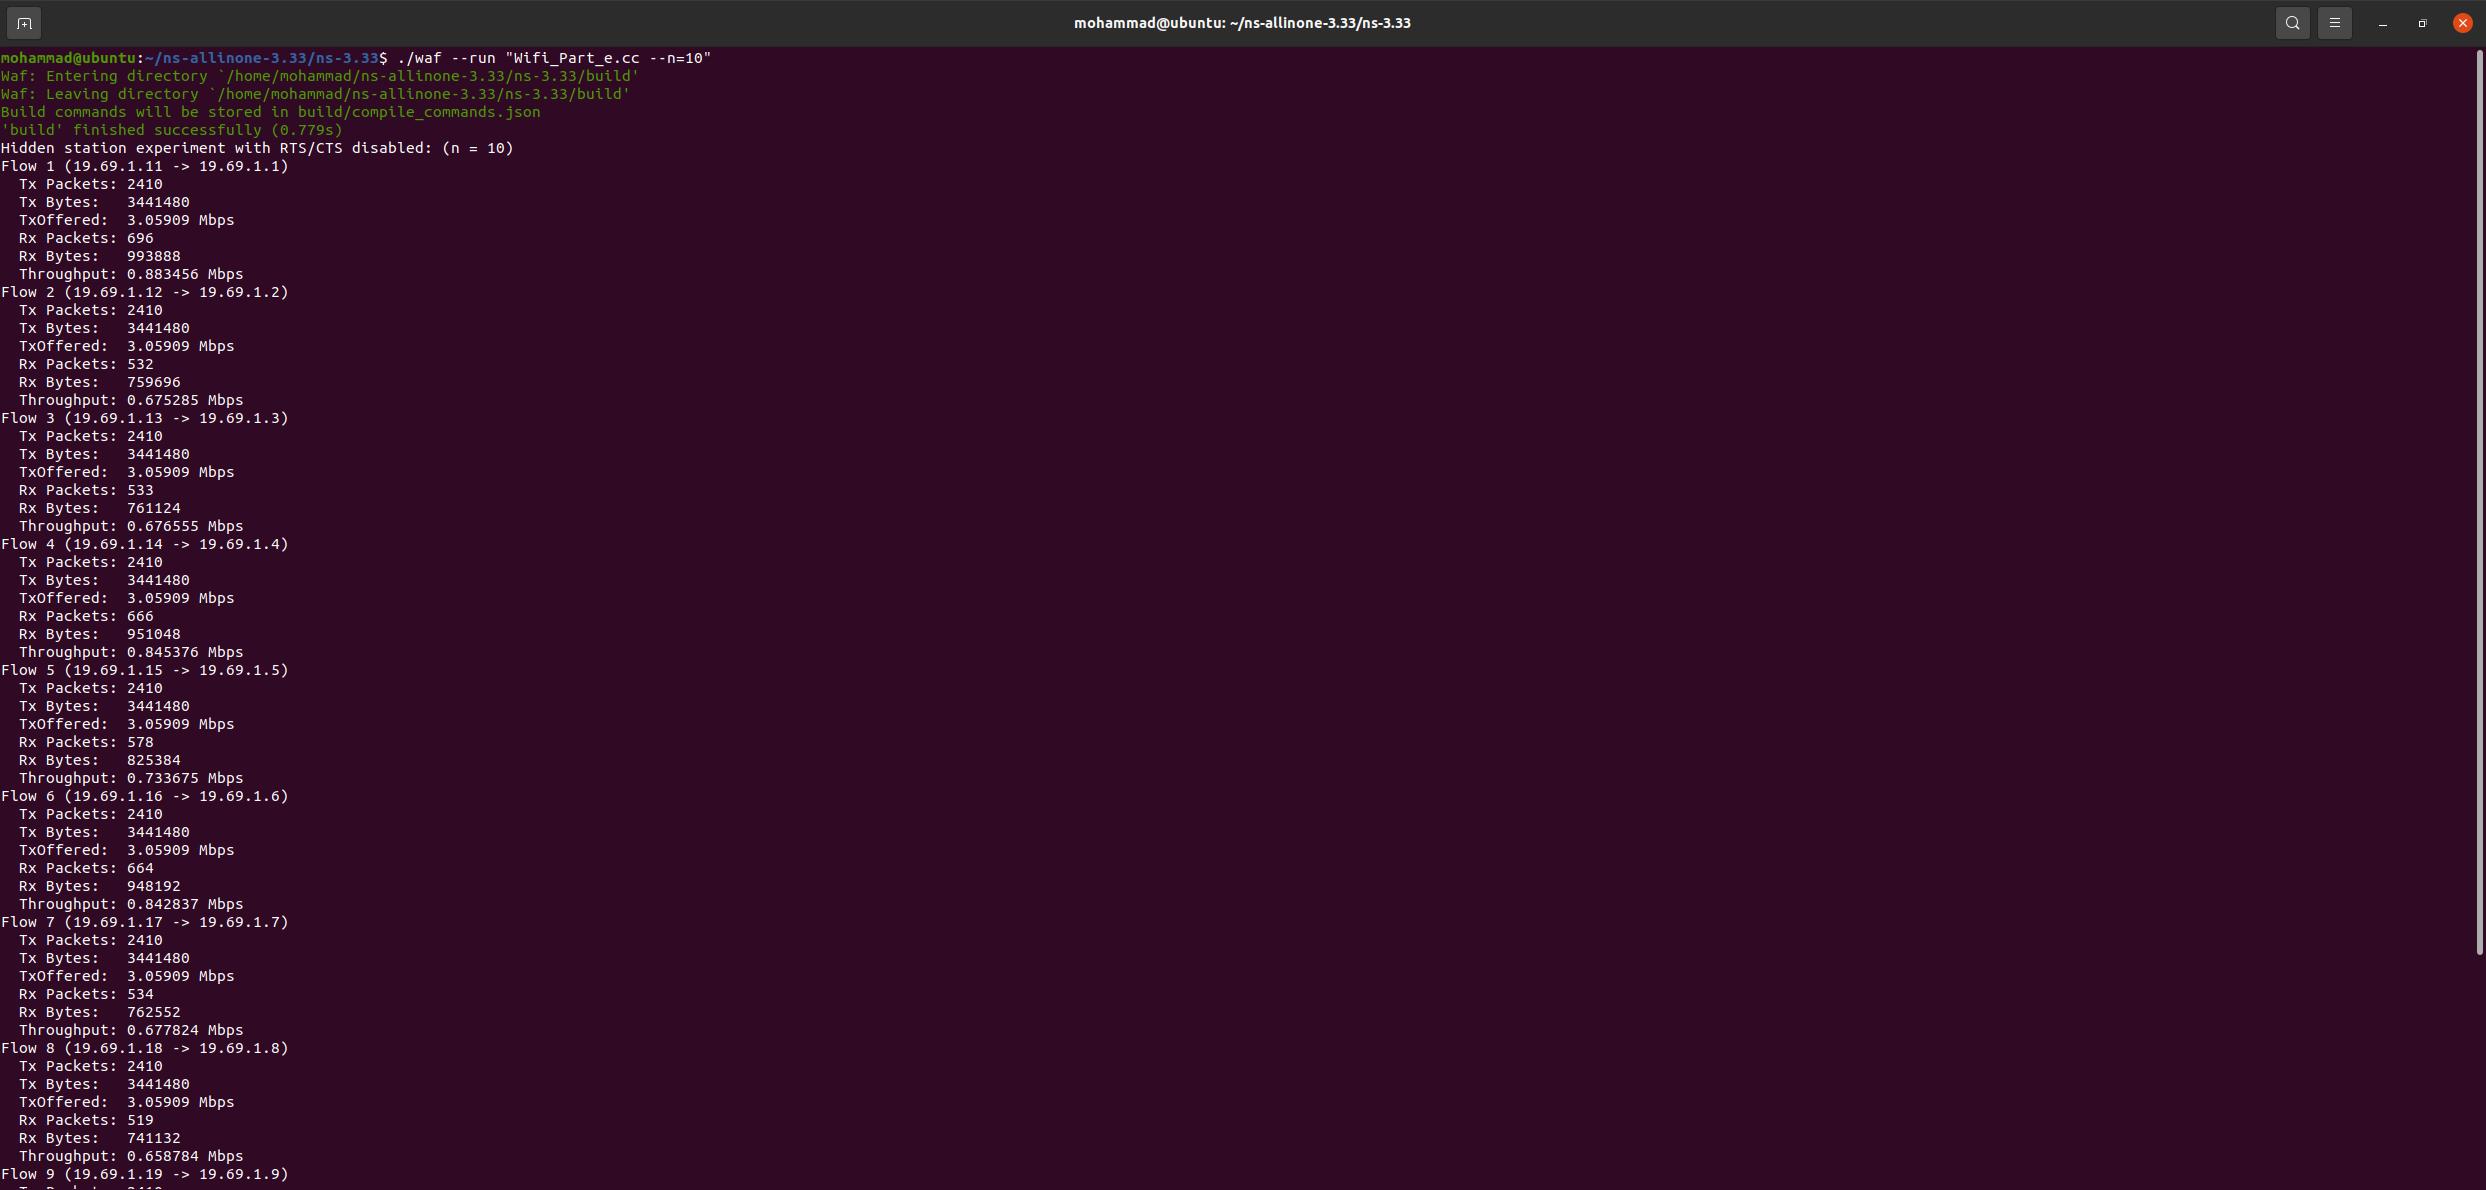 mohammad@ubuntu: ~/ns-allinone-3.33/ns-3.33
mohammad@ubuntu:~/ns-allinone-3.33/ns-3.33$ ./waf --run "Wifi_Part_e.cc --n=10"
Waf: Entering directory `/home/mohammad/ns-allinone-3.33/ns-3.33/build'
Waf: Leaving directory `/home/mohammad/ns-allinone-3.33/ns-3.33/build'
Build commands will be stored in build/compile_commands.json
'build' finished successfully (0.779s)
Hidden station experiment with RTS/CTS disabled: (n = 10)
Flow 1 (19.69.1.11 -> 19.69.1.1)
  Tx Packets: 2410
  Tx Bytes:   3441480
  TxOffered:  3.05909 Mbps
  Rx Packets: 696
  Rx Bytes:   993888
  Throughput: 0.883456 Mbps
Flow 2 (19.69.1.12 -> 19.69.1.2)
  Tx Packets: 2410
  Tx Bytes:   3441480
  TxOffered:  3.05909 Mbps
  Rx Packets: 532
  Rx Bytes:   759696
  Throughput: 0.675285 Mbps
Flow 3 (19.69.1.13 -> 19.69.1.3)
  Tx Packets: 2410
  Tx Bytes:   3441480
  TxOffered:  3.05909 Mbps
  Rx Packets: 533
  Rx Bytes:   761124
  Throughput: 0.676555 Mbps
Flow 4 (19.69.1.14 -> 19.69.1.4)
  Tx Packets: 2410
  Tx Bytes:   3441480
  TxOffered:  3.05909 Mbps
  Rx Packets: 666
  Rx Bytes:   951048
  Throughput: 0.845376 Mbps
Flow 5 (19.69.1.15 -> 19.69.1.5)
  Tx Packets: 2410
  Tx Bytes:   3441480
  TxOffered:  3.05909 Mbps
  Rx Packets: 578
  Rx Bytes:   825384
  Throughput: 0.733675 Mbps
Flow 6 (19.69.1.16 -> 19.69.1.6)
  Tx Packets: 2410
  Tx Bytes:   3441480
  TxOffered:  3.05909 Mbps
  Rx Packets: 664
  Rx Bytes:   948192
  Throughput: 0.842837 Mbps
Flow 7 (19.69.1.17 -> 19.69.1.7)
  Tx Packets: 2410
  Tx Bytes:   3441480
  TxOffered:  3.05909 Mbps
  Rx Packets: 534
  Rx Bytes:   762552
  Throughput: 0.677824 Mbps
Flow 8 (19.69.1.18 -> 19.69.1.8)
  Tx Packets: 2410
  Tx Bytes:   3441480
  TxOffered:  3.05909 Mbps
  Rx Packets: 519
  Rx Bytes:   741132
  Throughput: 0.658784 Mbps
Flow 9 (19.69.1.19 -> 19.69.1.9)